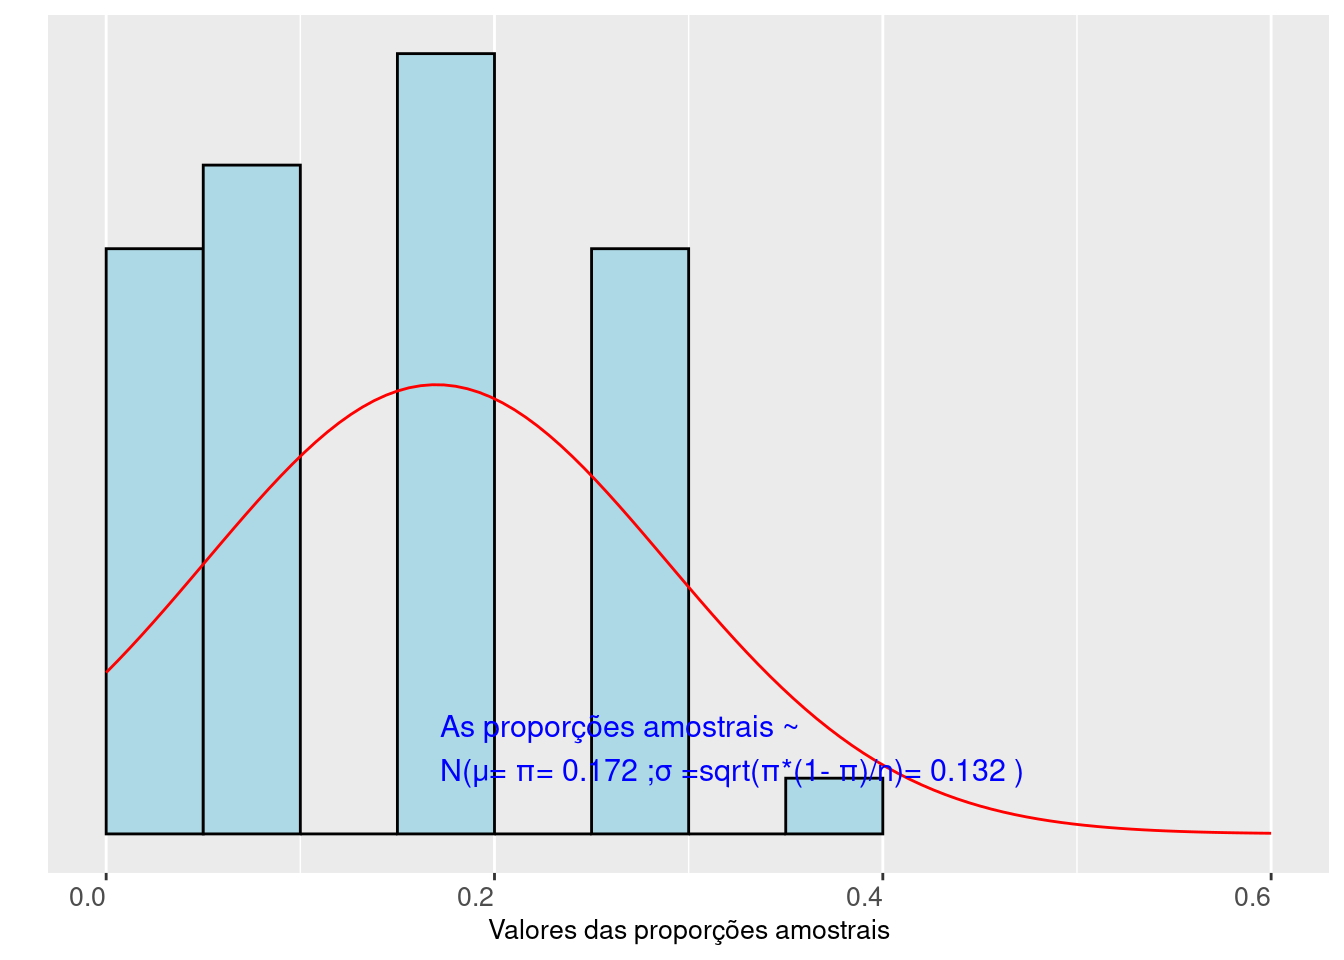 As proporções amostrais ~
N(μ= π= 0.172 ;σ =sqrt(π*(1- π)/n)= 0.132 )
0.0 0.2 0.4 0.6
Valores das proporções amostrais